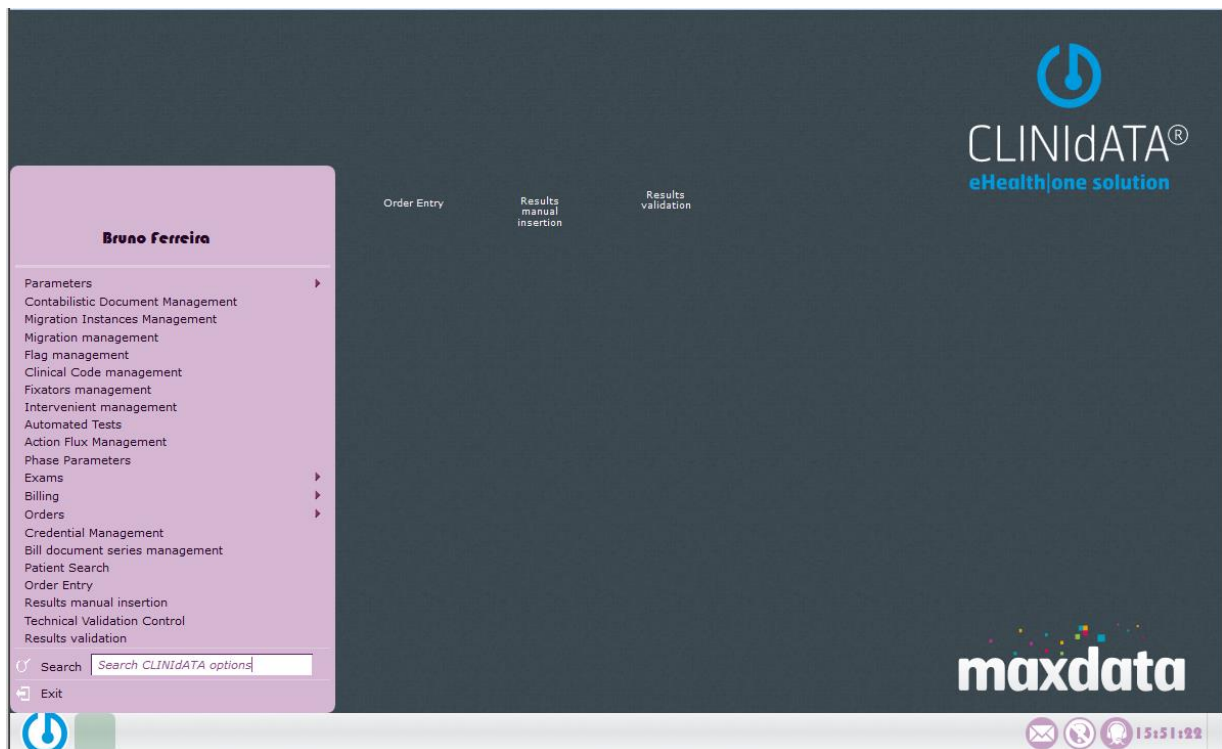 CLINIdATA®
eHealth|one solution
Bruno Ferreira
Parameters
Contabilistic Document Management
Migration Instances Management
Migration management
Flag management
Clinical Code management
Fixators management
Intervenient management
Automated Tests
Action Flux Management
Phase Parameters
Exams
Billing
Orders
Credential Management
Bill document series management
Patient Search
Order Entry
Results manual insertion
Technical Validation Control
Results validation
Search Search CLINIdATA options
Exit
Order Entry
Results
manual
insertion
Results
validation
maxdata
15:51:22